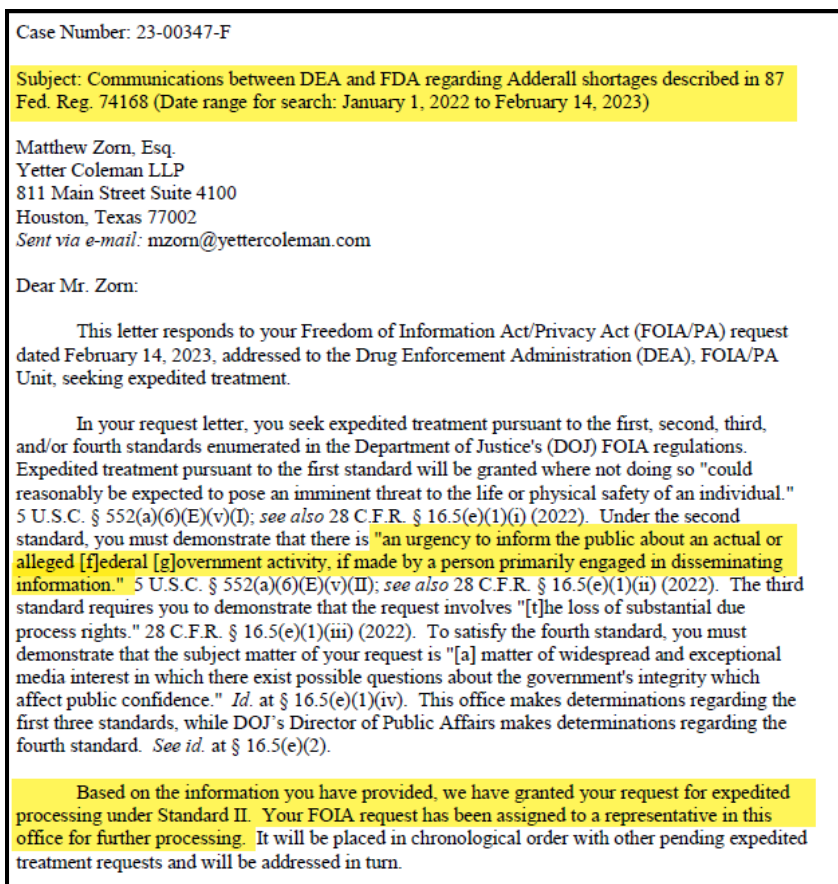 Case Number: 23-00347-F
Subject: Communications between DEA and FDA regarding Adderall shortages described in 87
Fed. Reg. 74168 (Date range for search: January 1, 2022 to February 14, 2023)
Matthew Zorn, Esq.
Yetter Coleman LLP
811 Main Street Suite 4100
Houston, Texas 77002
Sent via e-mail: mzorn@yettercoleman.com
Dear Mr. Zorn:
This letter responds to your Freedom of Information Act/Privacy Act (FOIA/PA) request
dated February 14, 2023, addressed to the Drug Enforcement Administration (DEA), FOIA/PA
Unit, seeking expedited treatment.
In your request letter, you seek expedited treatment pursuant to the first, second, third,
and/or fourth standards enumerated in the Department of Justice's (DOJ) FOIA regulations.
Expedited treatment pursuant to the first standard will be granted where not doing so "could
reasonably be expected to pose an imminent threat to the life or physical safety of an individual."
5 U.S.C. § 552(a)(6)(E)(v)(I); see also 28 C.F.R. § 16.5(e)(1)(i) (2022). Under the second
standard, you must demonstrate that there is "an urgency to inform the public about an actual or
alleged [f]ederal [g]overnment activity, if made by a person primarily engaged in disseminating
information." 5 U.S.C. § 552(a)(6)(E)(v)(II); see also 28 C.F.R. § 16.5(e)(1)(ii) (2022). The third
standard requires you to demonstrate that the request involves "[t]he loss of substantial due
process rights." 28 C.F.R. § 16.5(e)(1)(iii) (2022). To satisfy the fourth standard, you must
demonstrate that the subject matter of your request is "[a] matter of widespread and exceptional
media interest in which there exist possible questions about the government's integrity which
affect public confidence." Id. at § 16.5(e)(1)(iv). This office makes determinations regarding the
first three standards, while DOJ's Director of Public Affairs makes determinations regarding the
fourth standard. See id. at § 16.5(e)(2).
Based on the information you have provided, we have granted your request for expedited
processing under Standard II. Your FOIA request has been assigned to a representative in this
office for further processing. It will be placed in chronological order with other pending expedited
treatment requests and will be addressed in turn.